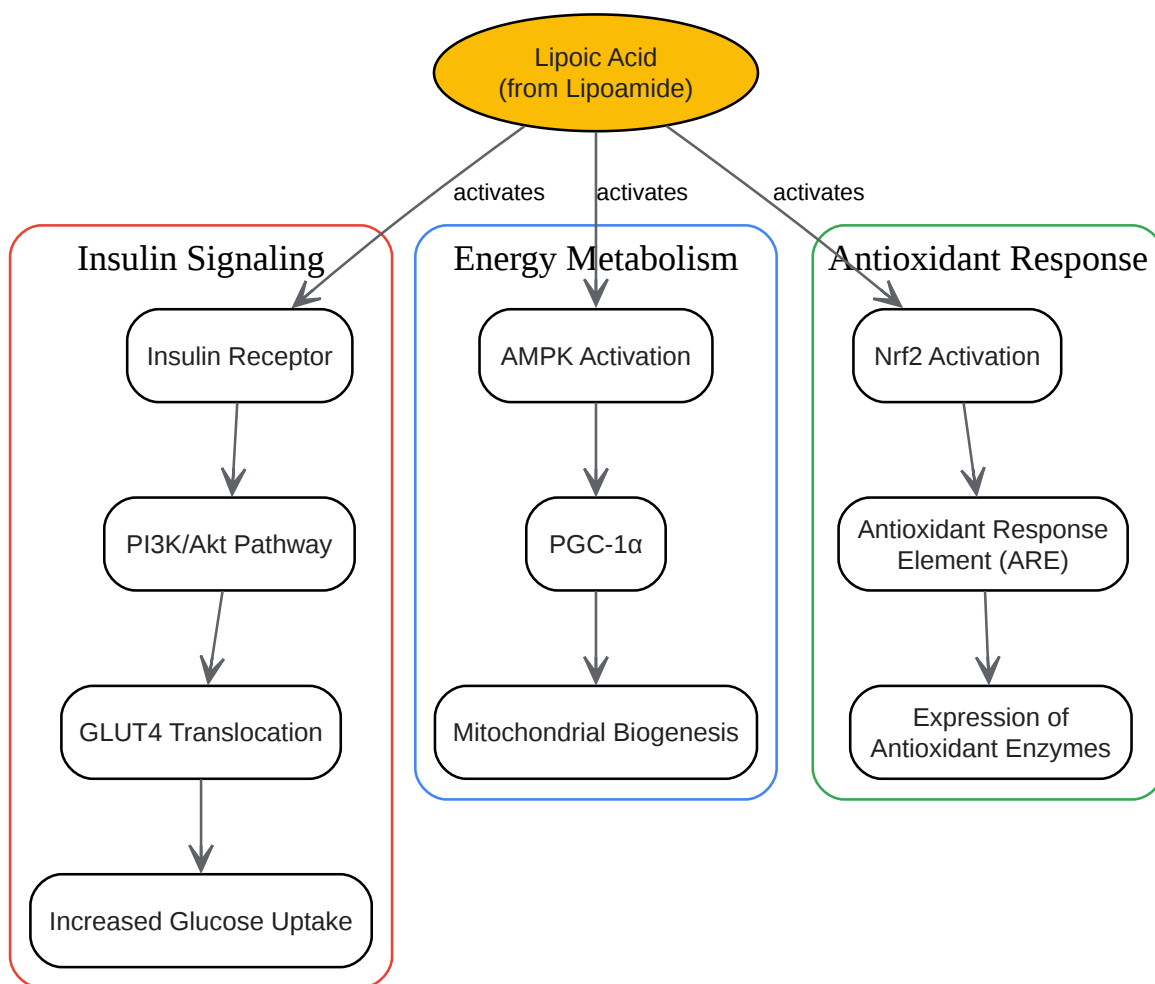 Lipoic Acid
(from Lipoamide)
activates
activates
activates
Insulin Signaling
Energy Metabolism
Antioxidant Response
Insulin Receptor
AMPK Activation
Nrf2 Activation
PI3K/Akt Pathway
PGC-1α
Antioxidant Response
Element (ARE)
GLUT4 Translocation
Mitochondrial Biogenesis
Expression of
Antioxidant Enzymes
Increased Glucose Uptake